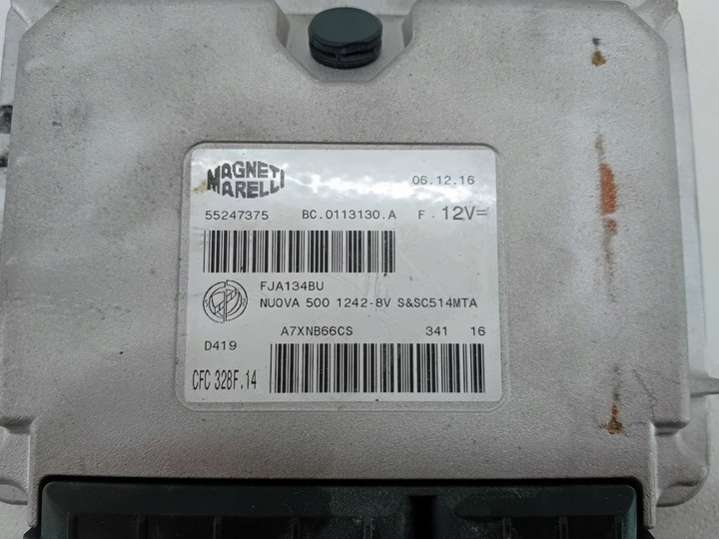 MAGNETI
MARELLI
06.12.16
55247375 BC.0113130.A F. 12V=
FJA134BU
NUOVA 500 1242-8V S&SC514MTA
A7XNB66CS 341 16
D419
CFC 328F.14